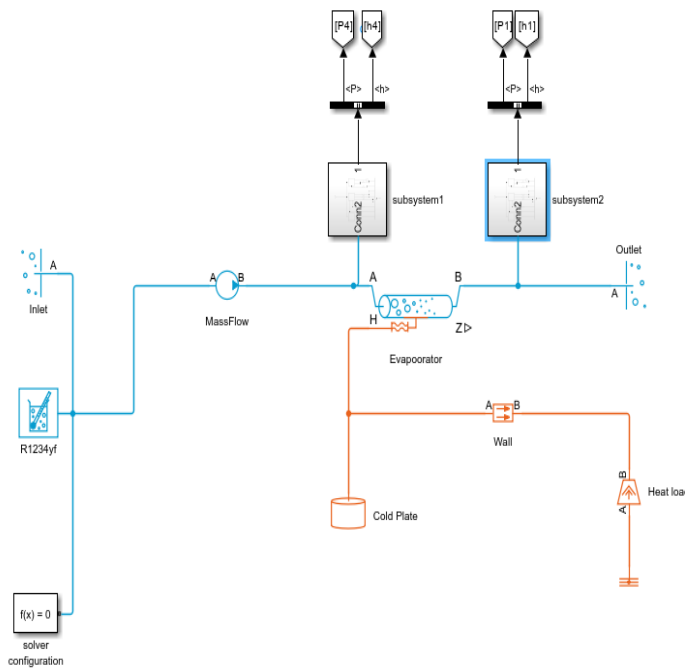 [P4] [h4]
[P1] [h1]
<P> <h>
<P> <h>
1
Conn2
subsystem1
1
Conn2
subsystem2
A
Inlet
Outlet
A
A B
MassFlow
A B
H Z
Evapoorator
R1234yf
A B
Wall
B
A
Heat load
Cold Plate
f(x) = 0
solver
configuration